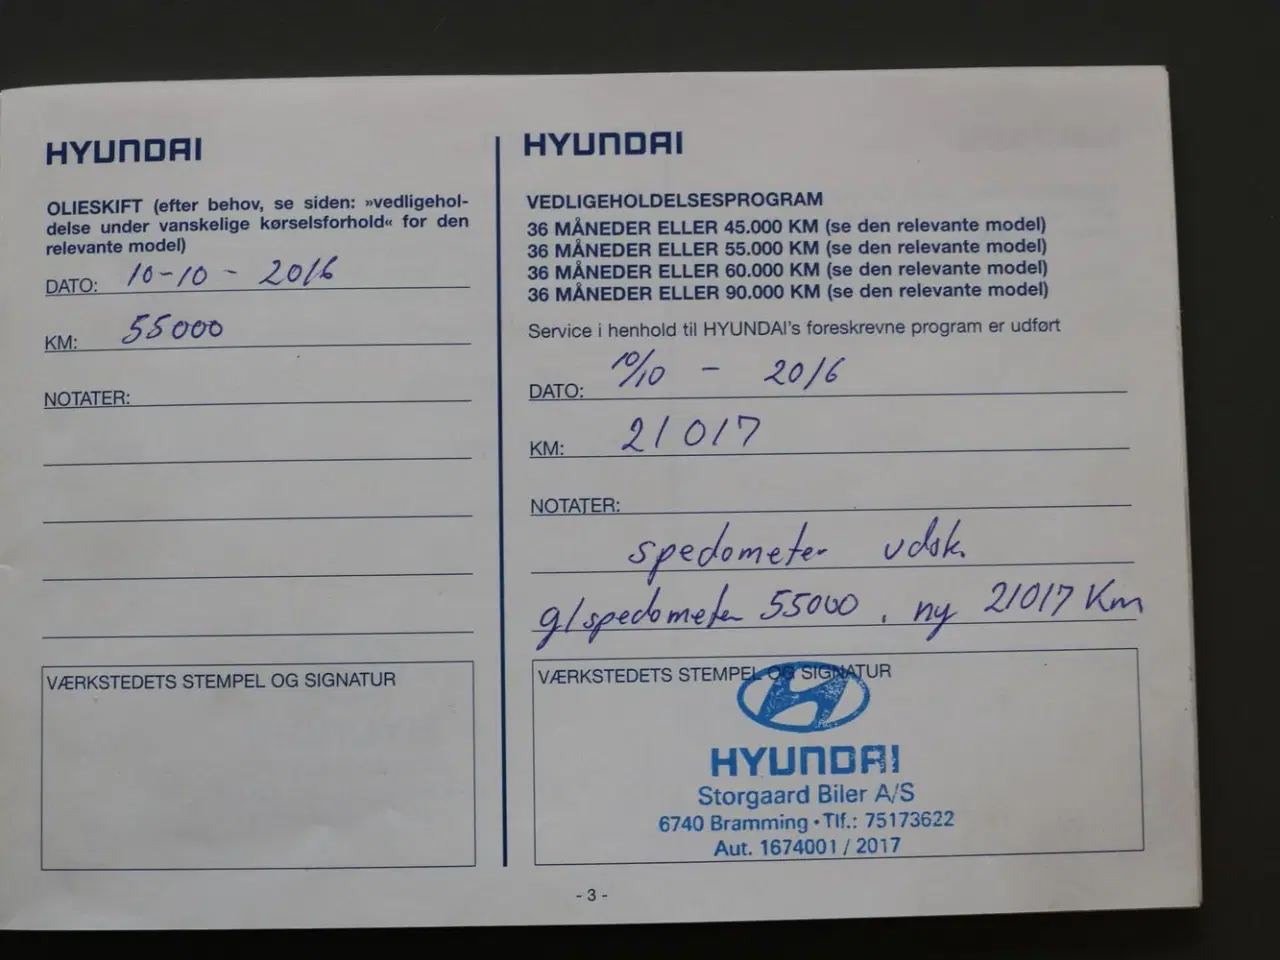 HYUNDAI
OLIESKIFT (efter behov, se siden: »vedligehol-
delse under vanskelige kørselsforhold« for den
relevante model)
DATO: 10-10 - 2016
KM: 55000
NOTATER:
VÆRKSTEDETS STEMPEL OG SIGNATUR
HYUNDAI
VEDLIGEHOLDELSESPROGRAM
36 MÅNEDER ELLER 45.000 KM (se den relevante model)
36 MÅNEDER ELLER 55.000 KM (se den relevante model)
36 MÅNEDER ELLER 60.000 KM (se den relevante model)
36 MÅNEDER ELLER 90.000 KM (se den relevante model)
Service i henhold til HYUNDAI's foreskrevne program er udført
DATO: 10/10 - 2016
KM: 21017
NOTATER:
spedometer udsk.
gl spedometer 55000 . ny 21017 Km
VÆRKSTEDETS STEMPEL OG SIGNATUR
HYUNDAI
Storgaard Biler A/S
6740 Bramming • Tlf.: 75173622
Aut. 1674001 / 2017
- 3 -